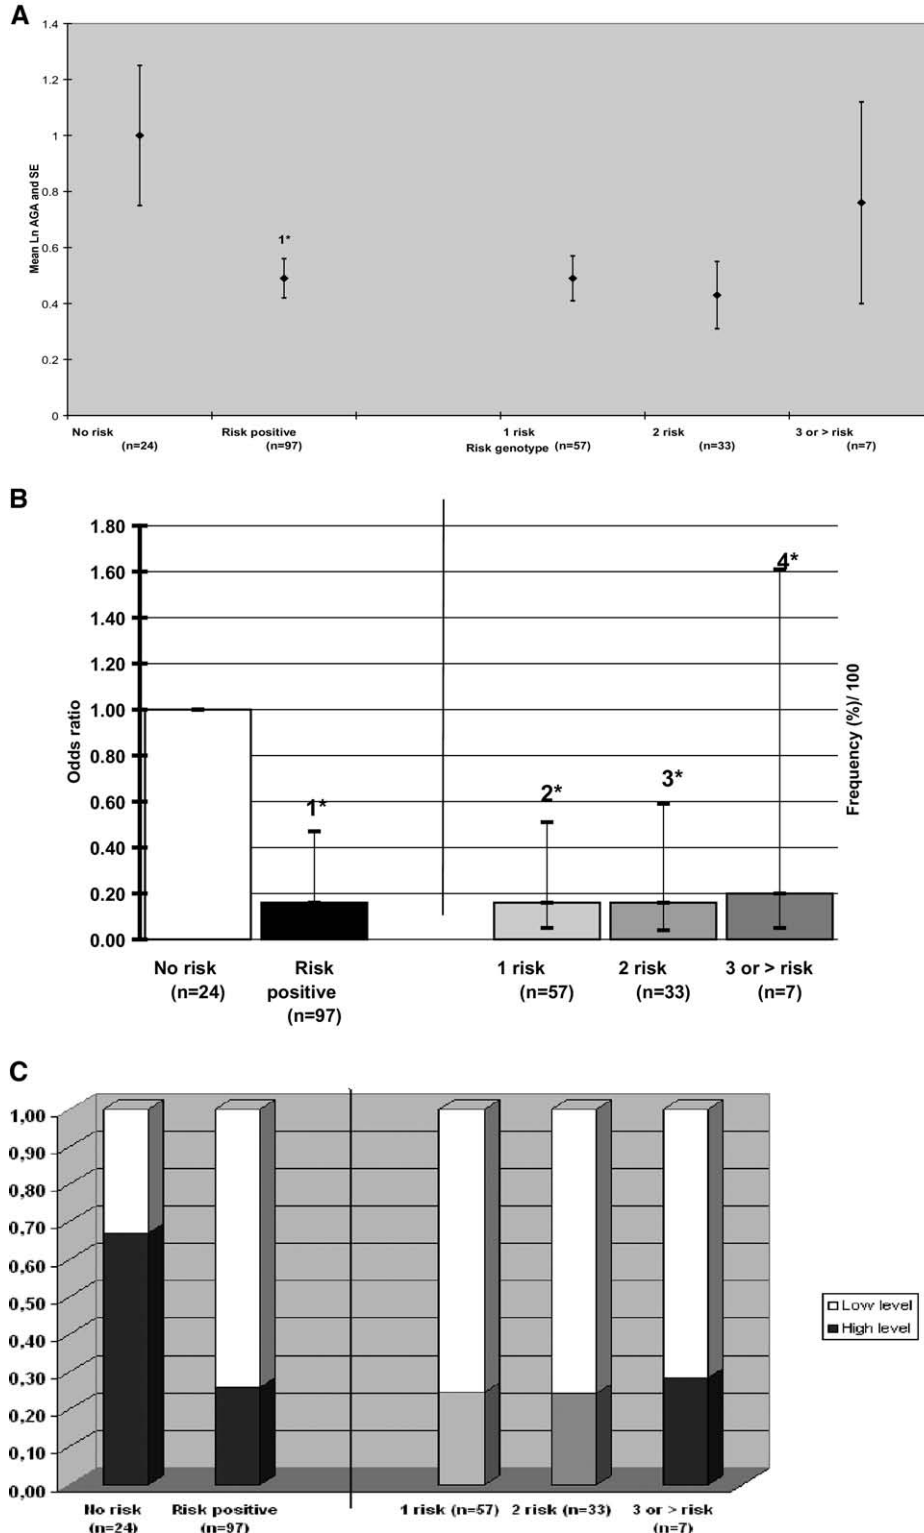 A
1.4
1.2
1
0.8
0.6
0.4
0.2
0
Mean Ln AGA and SE
1*
No risk
(n=24)
Risk positive
(n=97)
1 risk
Risk genotype (n=57)
2 risk
(n=33)
3 or > risk
(n=7)
B
1.80
1.60
1.40
1.20
1.00
0.80
0.60
0.40
0.20
0.00
Odds ratio
1*
2*
3*
4*
Frequency (%)/ 100
No risk
(n=24)
Risk
positive
(n=97)
1 risk
(n=57)
2 risk
(n=33)
3 or > risk
(n=7)
C
1,00
0,90
0,80
0,70
0,60
0,50
0,40
0,30
0,20
0,10
0,00
Low level
High level
No risk
(n=24)
Risk positive
(n=97)
1 risk (n=57)
2 risk (n=33)
3 or > risk
(n=7)